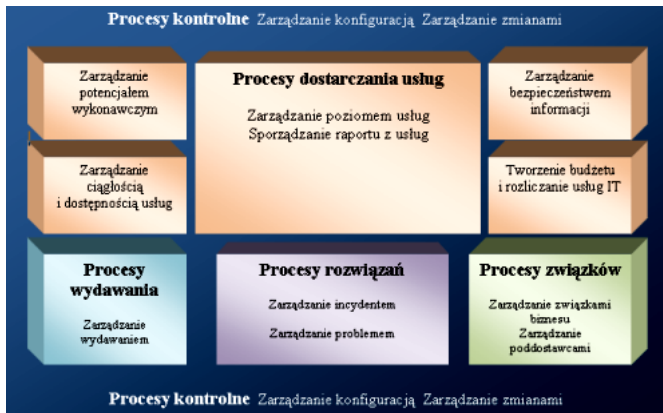 Procesy kontrolne Zarządzanie konfiguracją Zarządzanie zmianami
Zarządzanie
potencjałem
wykonawczym
Procesy dostarczania usług
Zarządzanie poziomem usług
Sporządzanie raportu z usług
Zarządzanie
bezpieczeństwem
informacji
Zarządzanie
ciągłością
i dostępnością usług
Tworzenie budżetu
i rozliczanie usług IT
Procesy
wydawania
Zarządzanie
wydawaniem
Procesy rozwiązań
Zarządzanie incydentem
Zarządzanie problemem
Procesy związków
Zarządzanie związkami
biznesu
Zarządzanie
poddostawcami
Procesy kontrolne Zarządzanie konfiguracją Zarządzanie zmianami